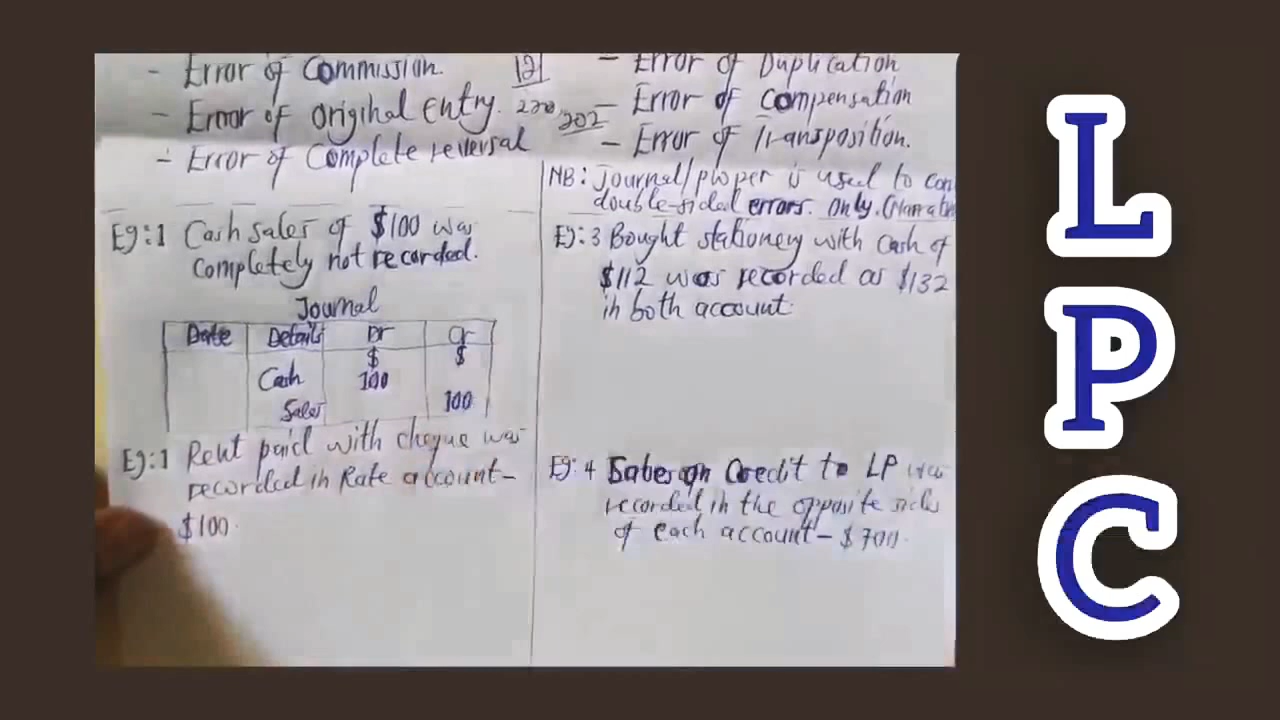 - Error of Commission.
- Error of original Entry.
- Error of Complete reversal
121
220, 202
- Error of Duplication
- Error of Compensation
- Error of Transposition.
NB: Journal/proper is used to
double-sided errors. Only.
Eg:1 Cash sales of $100 was
completely not recorded.
Journal
Date Details Dr Cr
$ $
Cash 100
Sales 100
Eg:1 Rent paid with cheque was
recorded in Rate account-
$100.
Eg:3 Bought stationery with Cash of
$112 was recorded as $132
in both account.
Eg:4 Sales on Credit to LP was
recorded in the opposite sides
of each account - $700.
L
P
C